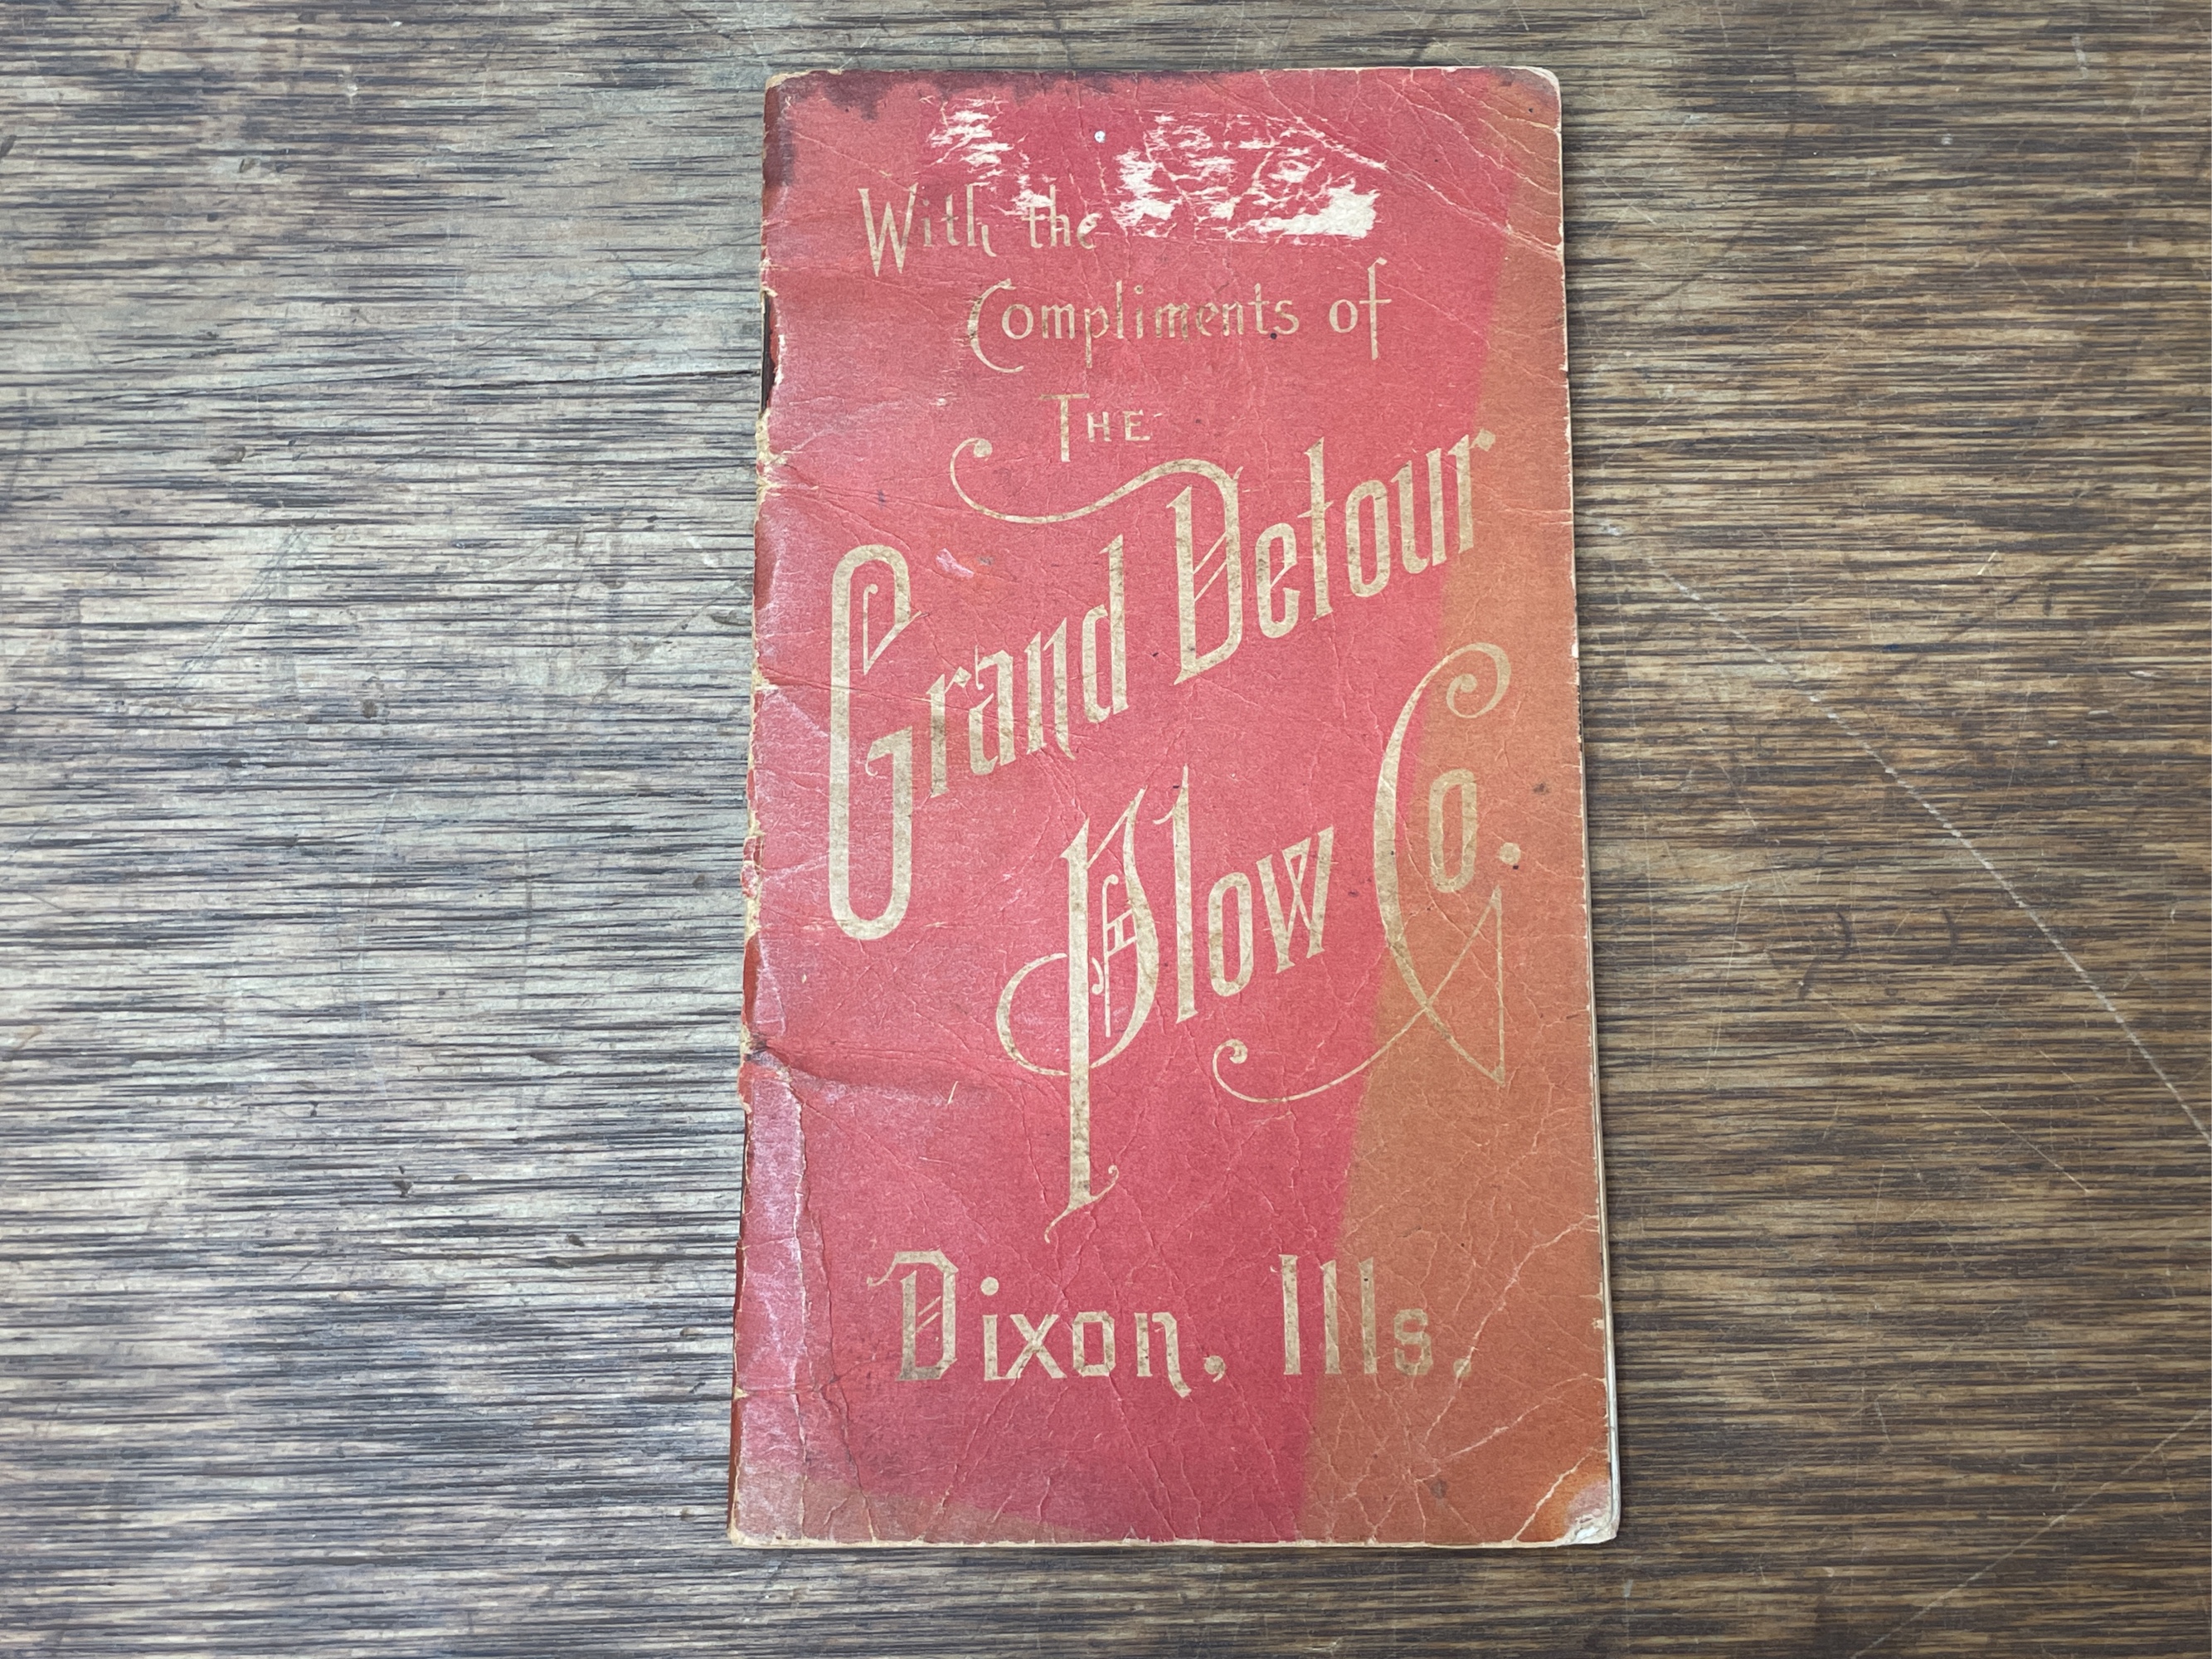 With the
Compliments of
THE
Grand Detour
Plow Co.
Dixon, Ills.